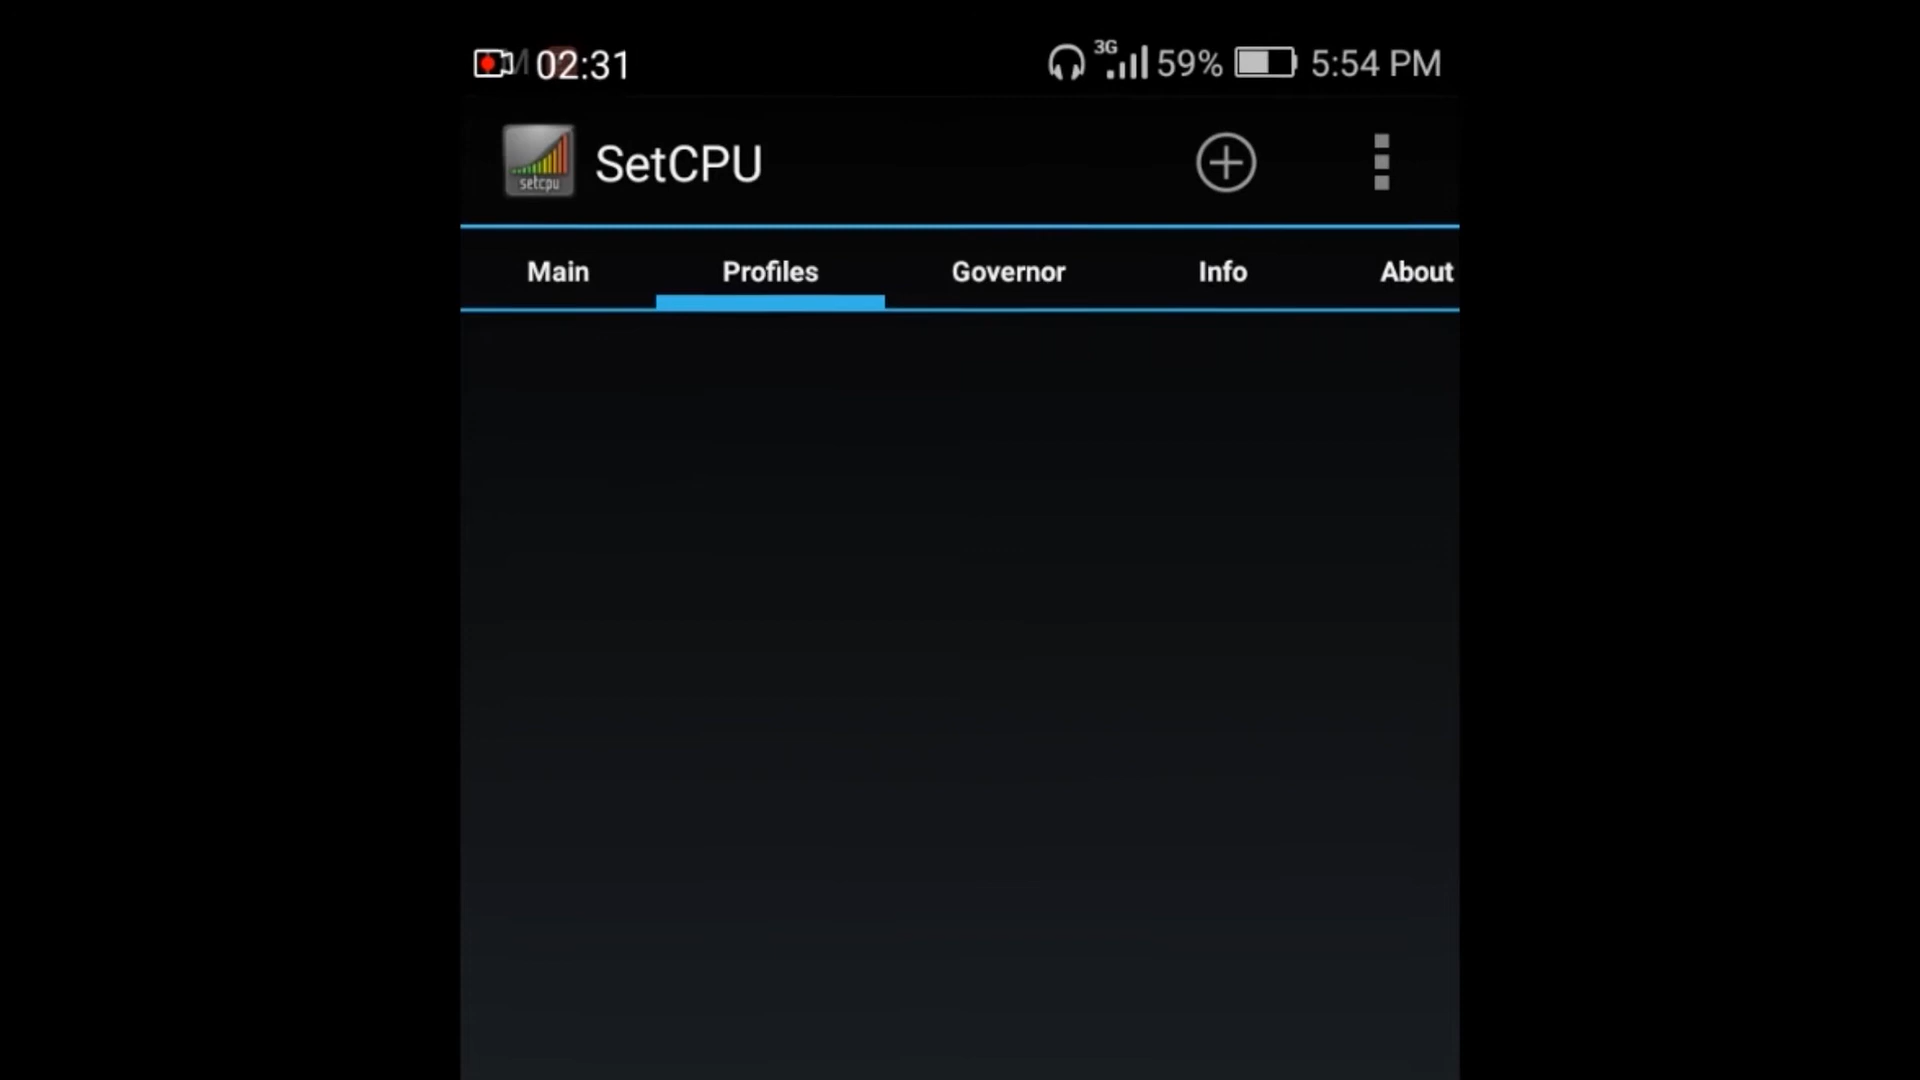 02:31 3G 59% 5:54 PM
setcpu SetCPU
Main Profiles Governor Info About